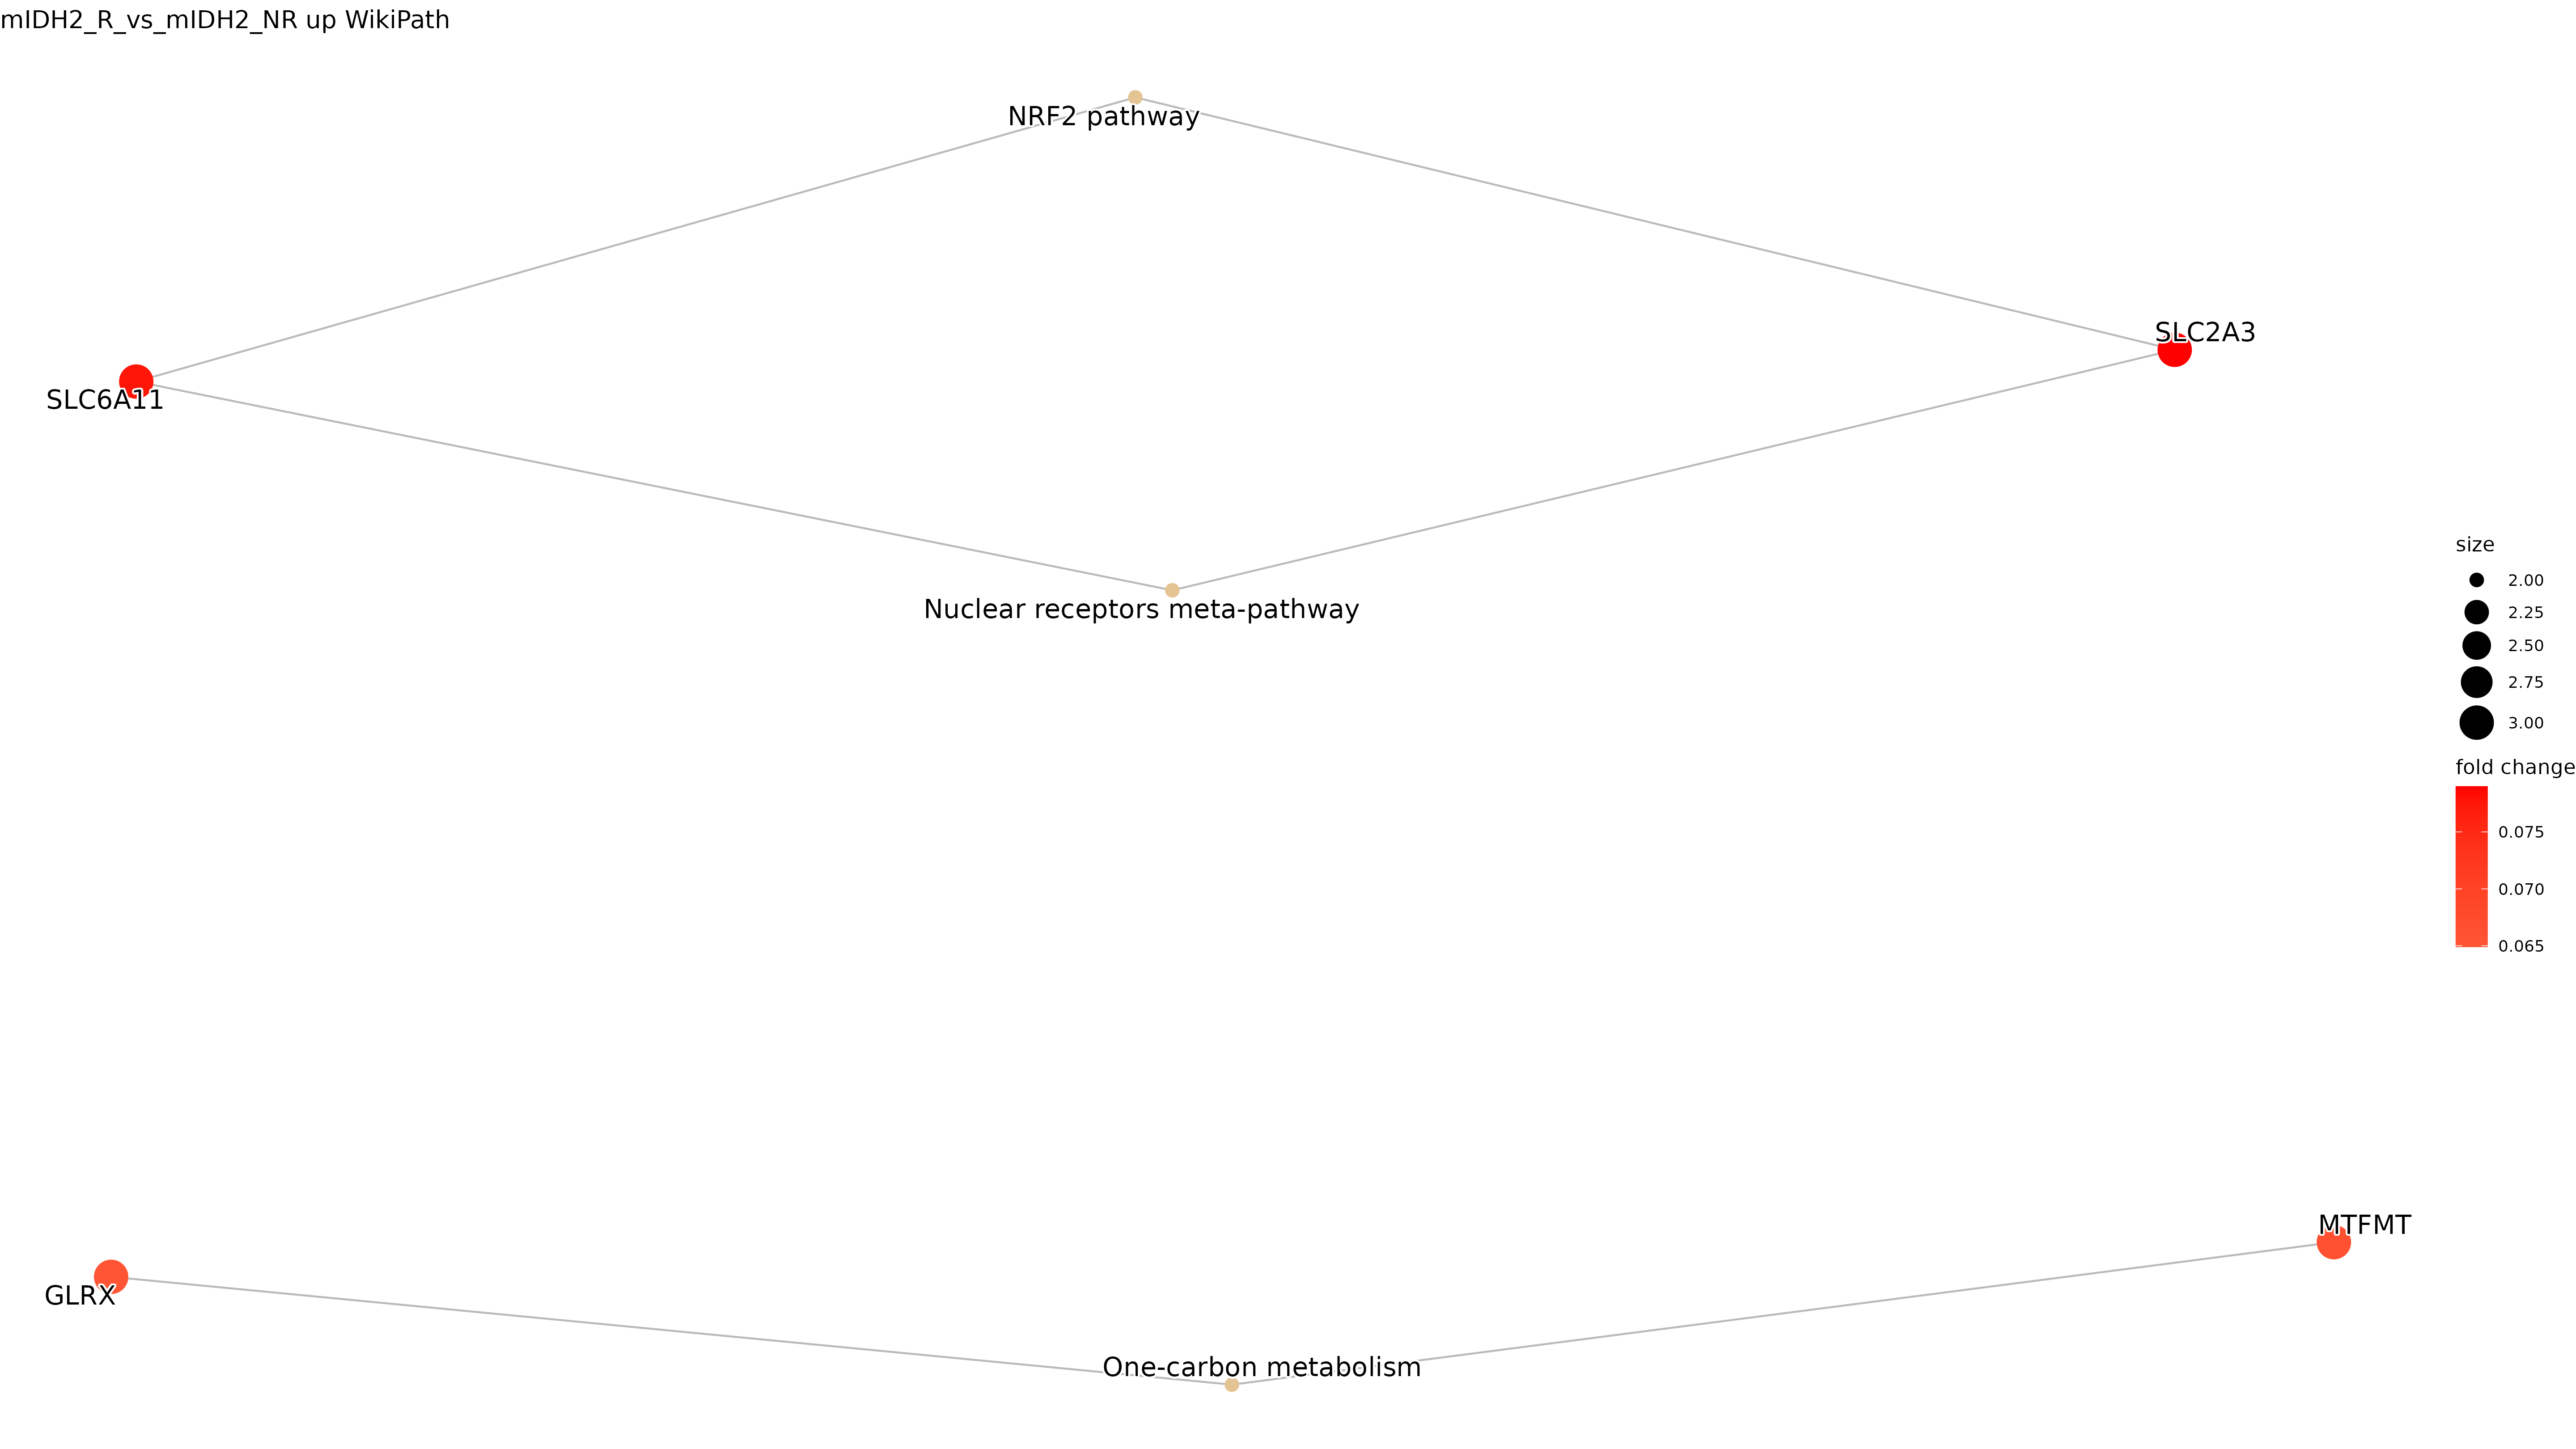 mIDH2_R_vs_mIDH2_NR up WikiPath
NRF2 pathway
SLC2A3
SLC6A11
Nuclear receptors meta-pathway
size
2.00
2.25
2.50
2.75
3.00
fold change
0.075
0.070
0.065
MTFMT
GLRX
One-carbon metabolism